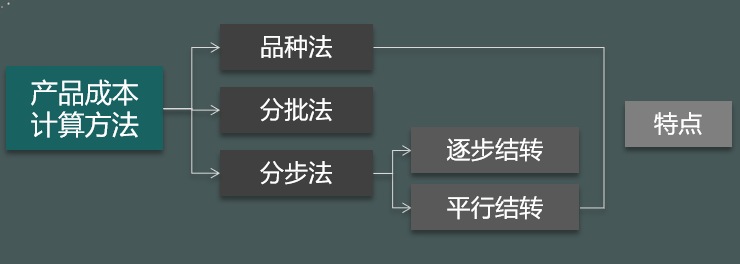 产品成本
计算方法
品种法
分批法
分步法
逐步结转
平行结转
特点